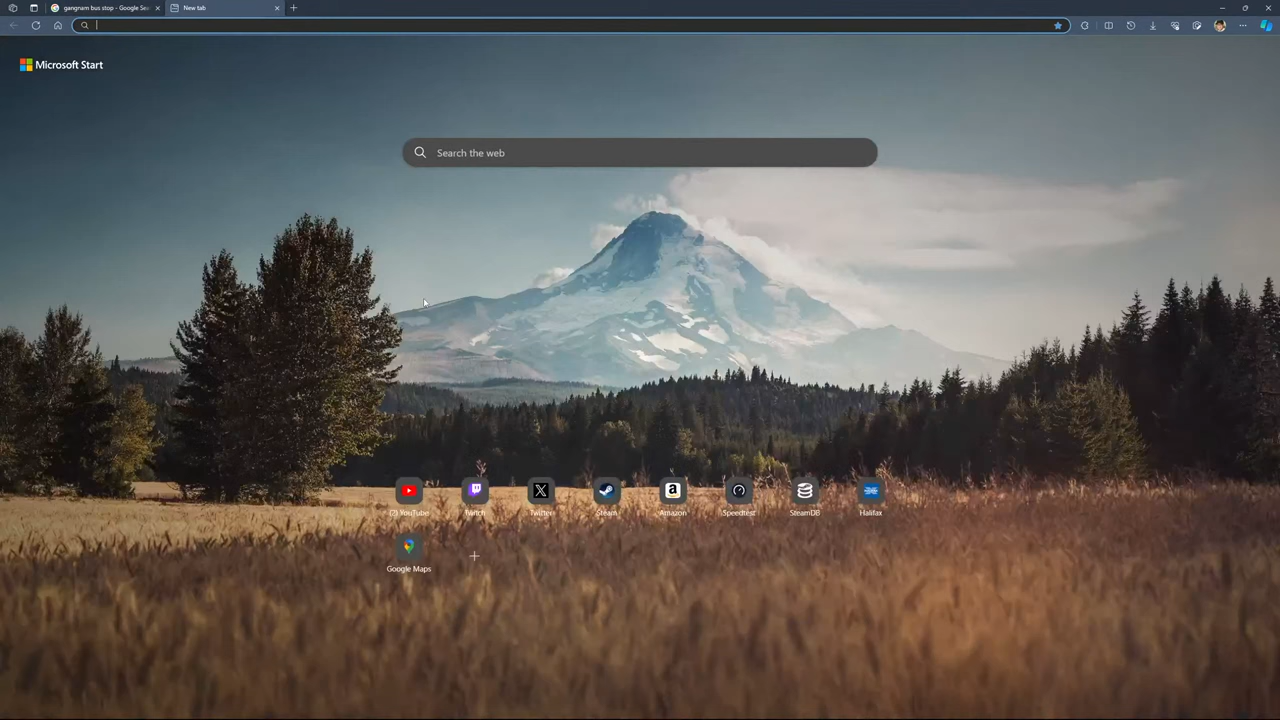 gangnam bus stop - Google Sea
New tab
Microsoft Start
Search the web
(2) YouTube
Twitch
Twitter
Steam
Amazon
Speedtest
SteamDB
Halifax
Google Maps